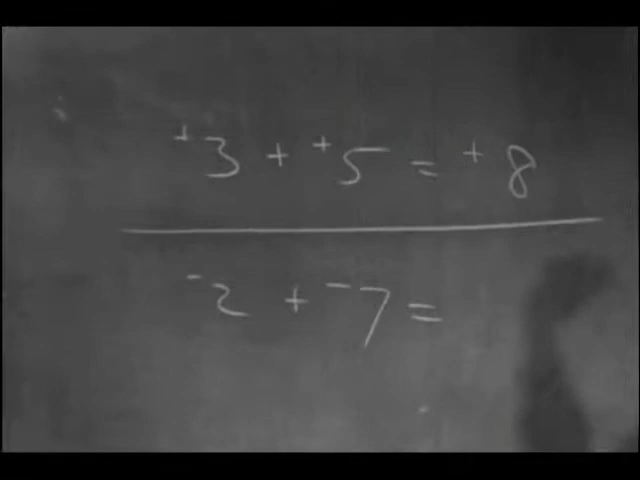 ⁺3 + ⁺5 = ⁺8
⁻2 + ⁻7 =